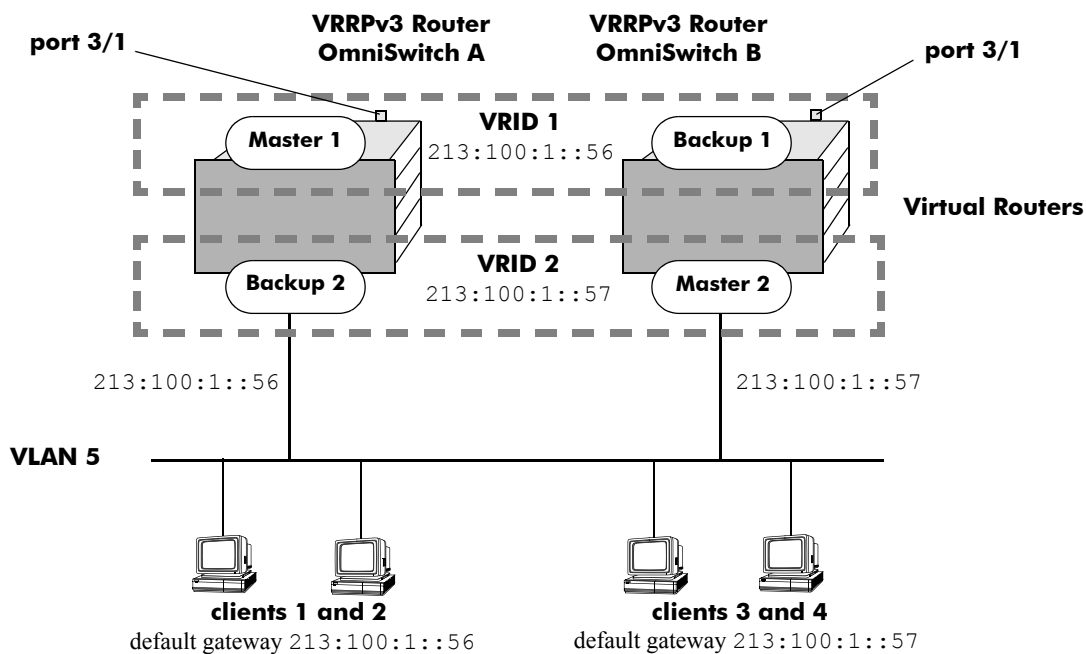 VRRPv3 Router
OmniSwitch A
VRRPv3 Router
OmniSwitch B
port 3/1
port 3/1
Master 1
VRID 1
213:100:1::56
Backup 1
Virtual Routers
Backup 2
VRID 2
213:100:1::57
Master 2
213:100:1::56
213:100:1::57
VLAN 5
clients 1 and 2
default gateway 213:100:1::56
clients 3 and 4
default gateway 213:100:1::57